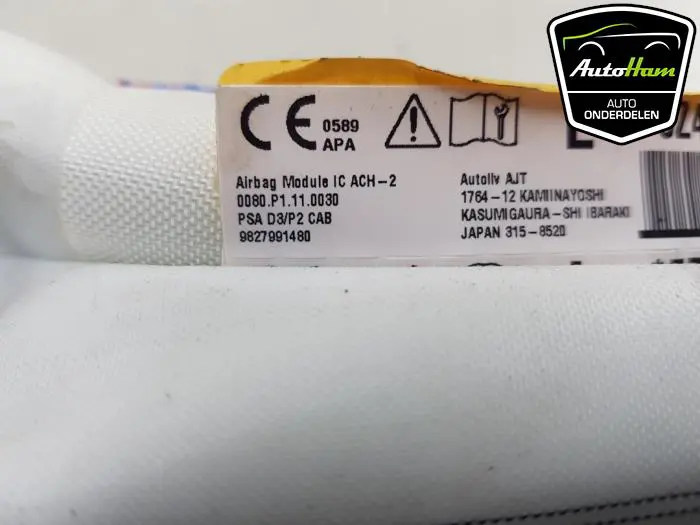 AutoHam
AUTO
ONDERDELEN
CE 0589
APA
Airbag Module IC ACH-2
0080.P1.11.0030
PSA D3/P2 CAB
9827991480
Autoliv AJT
1764-12 KAMIINAYOSHI
KASUMIGAURA-SHI IBARAKI
JAPAN 315-8520